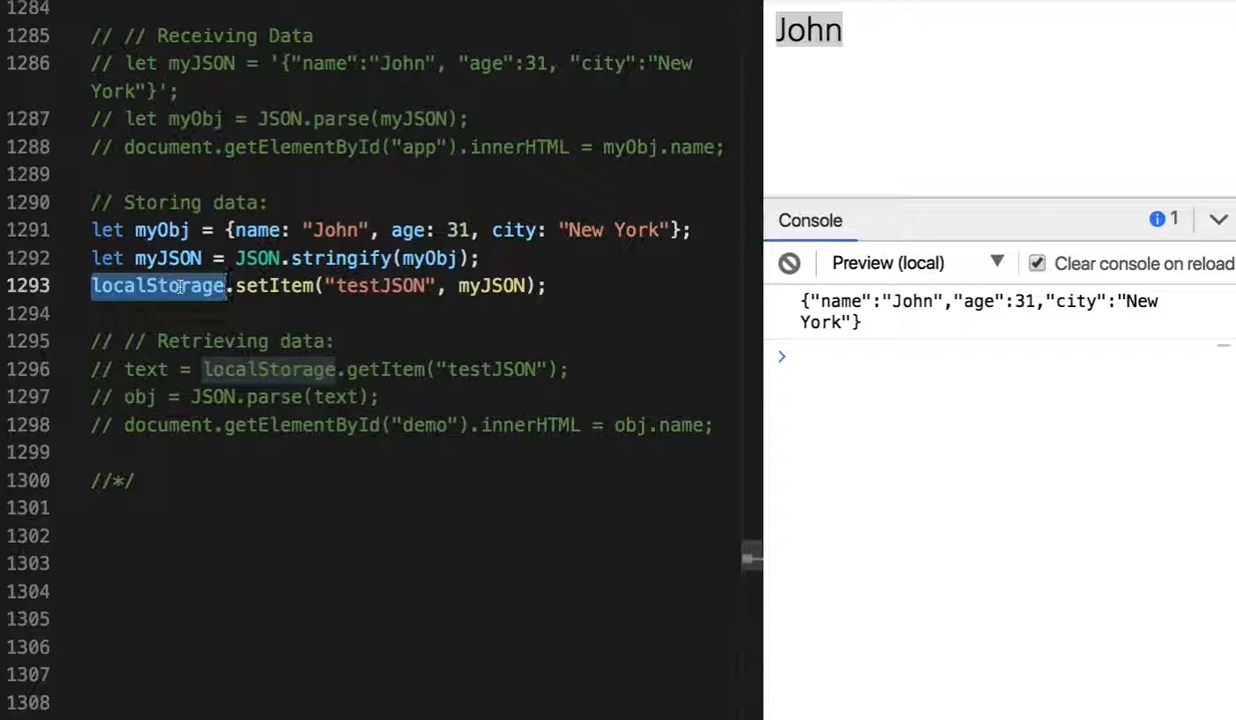 1284
1285 // // Receiving Data
1286 // let myJSON = '{"name":"John", "age":31, "city":"New
York"}';
1287 // let myObj = JSON.parse(myJSON);
1288 // document.getElementById("app").innerHTML = myObj.name;
1289
1290 // Storing data:
1291 let myObj = {name: "John", age: 31, city: "New York"};
1292 let myJSON = JSON.stringify(myObj);
1293 localStorage.setItem("testJSON", myJSON);
1294
1295 // // Retrieving data:
1296 // text = localStorage.getItem("testJSON");
1297 // obj = JSON.parse(text);
1298 // document.getElementById("demo").innerHTML = obj.name;
1299
1300 //*/
1301
1302
1303
1304
1305
1306
1307
1308
John
Console 1
Preview (local) Clear console on reload
{"name":"John","age":31,"city":"New
York"}
>